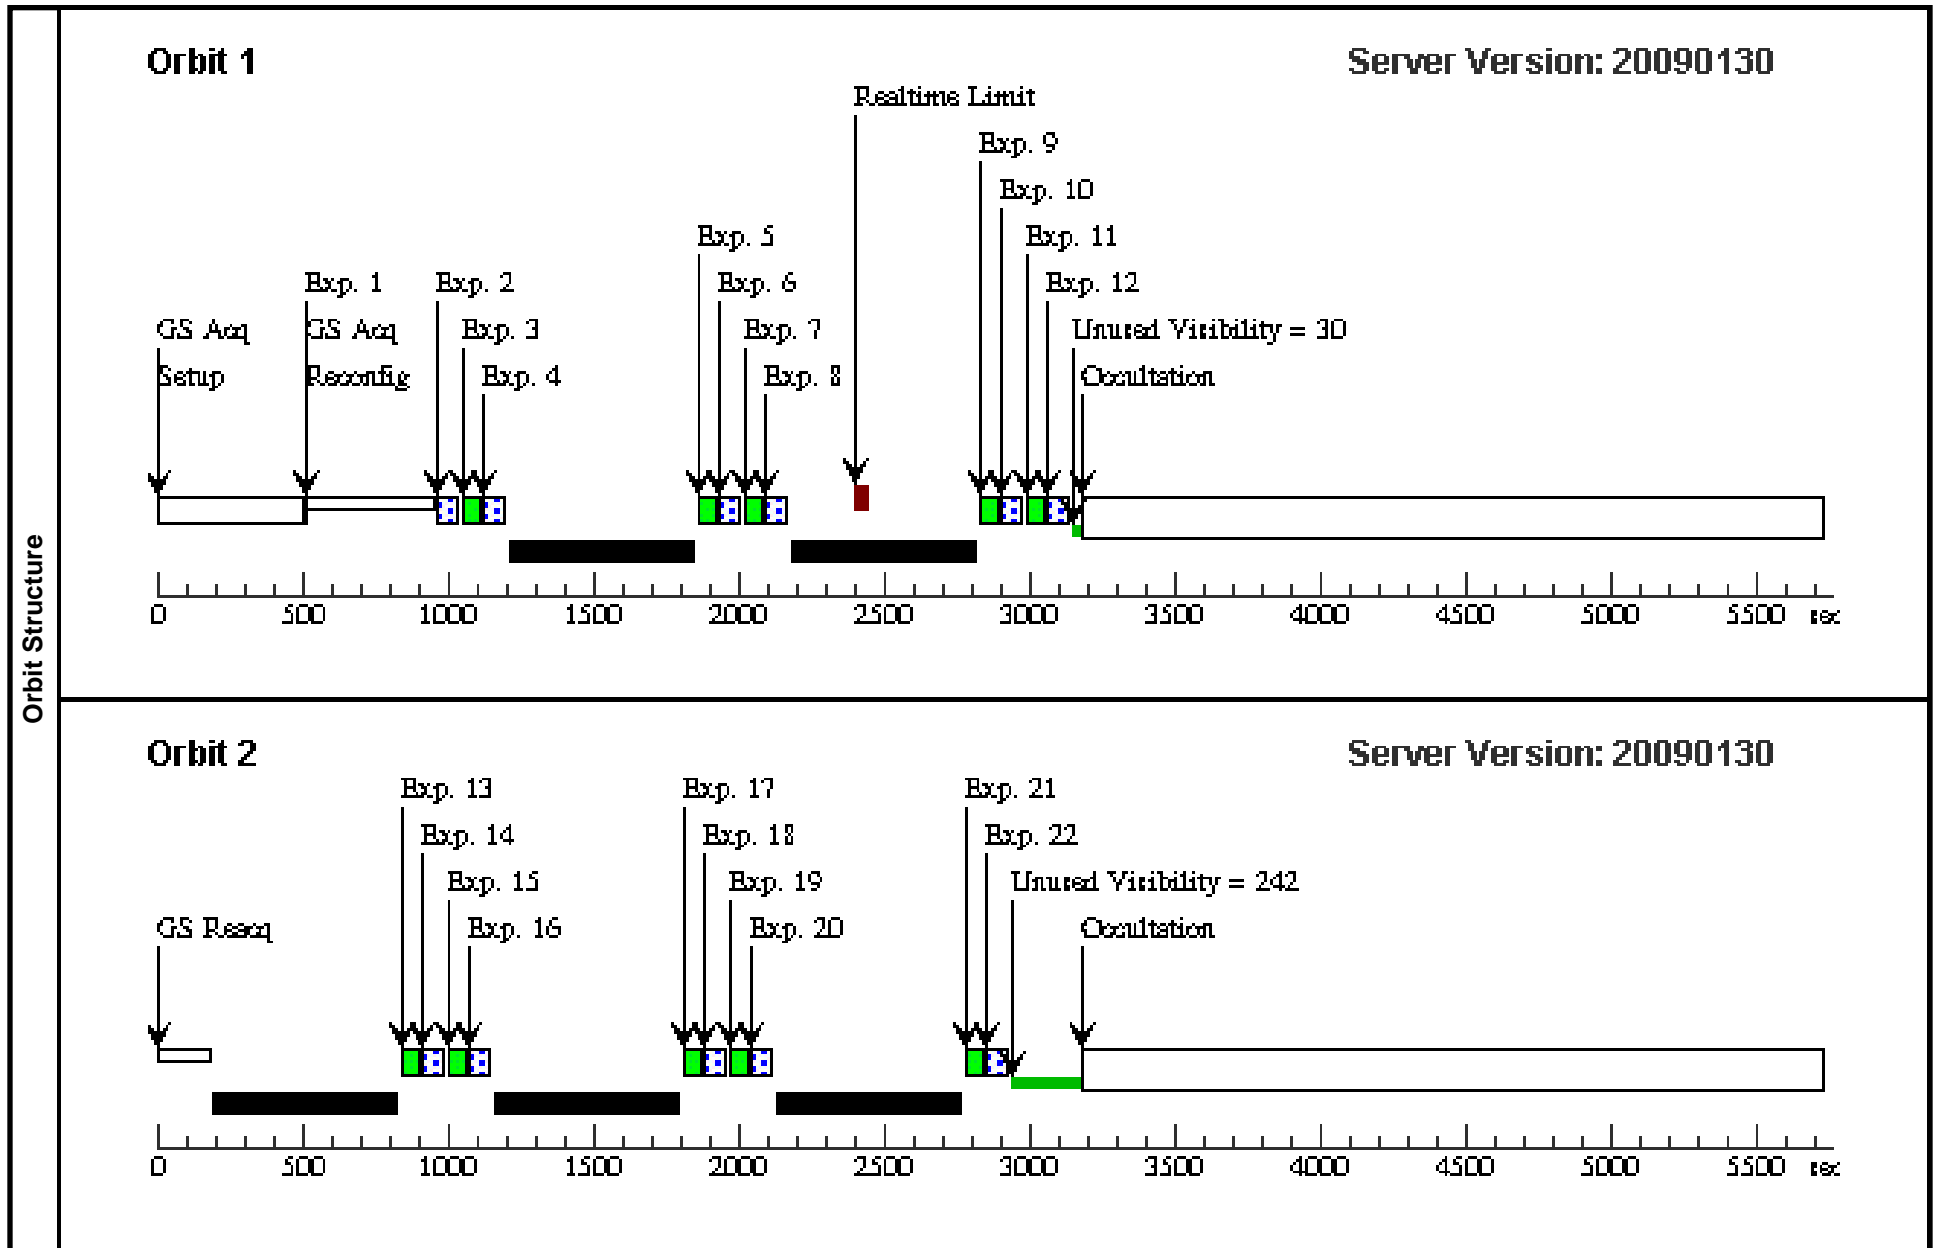 Orbit Structure
Orbit 1
Server Version: 20090130
Realtime Limit
Exp. 9
Exp. 10
Exp. 5
Exp. 11
Exp. 1
Exp. 2
Exp. 6
Exp. 12
GS Acq
GS Acq
Exp. 3
Exp. 7
Unused Visibility = 30
Setup
Reconfig
Exp. 4
Exp. 8
Occultation
0 500 1000 1500 2000 2500 3000 3500 4000 4500 5000 5500 sec
Orbit 2
Server Version: 20090130
Exp. 13
Exp. 17
Exp. 21
Exp. 14
Exp. 18
Exp. 22
Exp. 15
Exp. 19
Unused Visibility = 242
GS Reacq
Exp. 16
Exp. 20
Occultation
0 500 1000 1500 2000 2500 3000 3500 4000 4500 5000 5500 sec